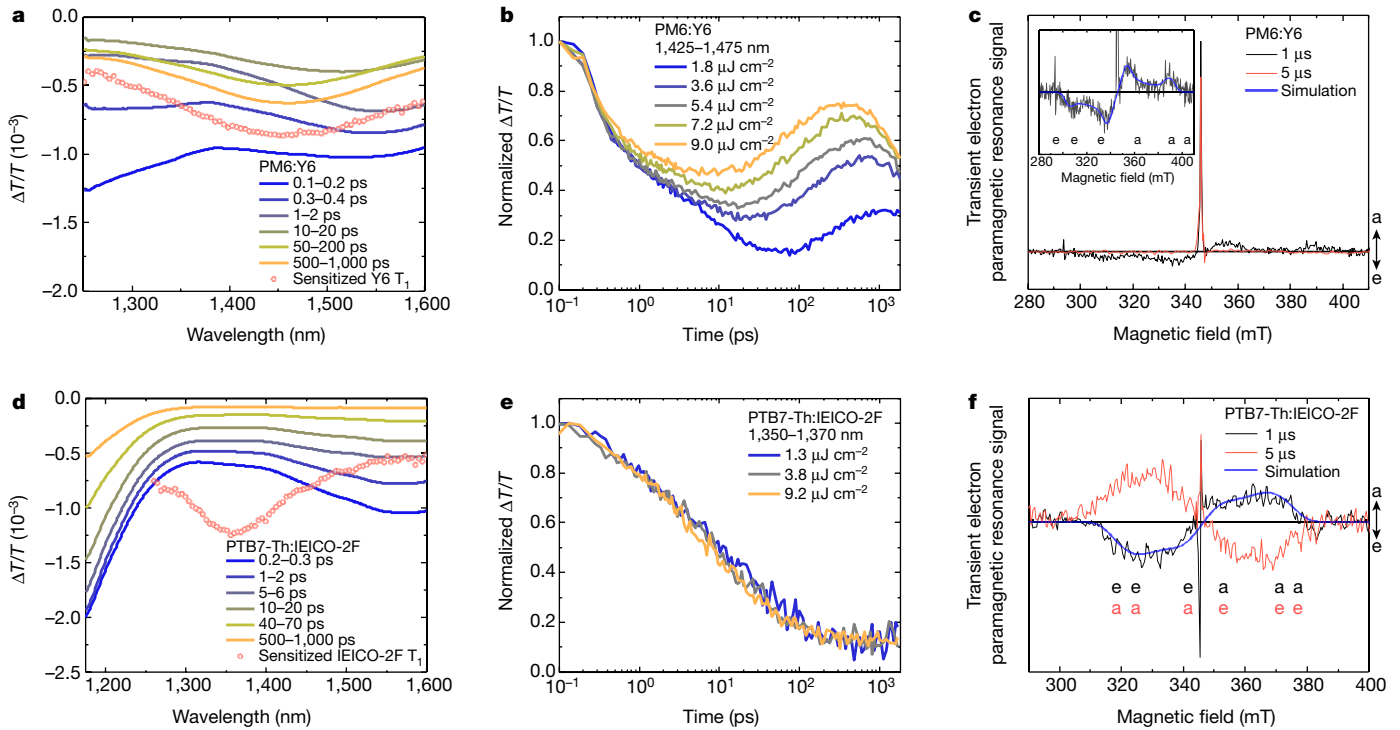 a
ΔT/T (10⁻³)
0
–0.5
–1.0
–1.5
–2.0
PM6:Y6
0.1–0.2 ps
0.3–0.4 ps
1–2 ps
10–20 ps
50–200 ps
500–1,000 ps
Sensitized Y6 T₁
1,300
1,400
1,500
1,600
Wavelength (nm)
b
Normalized ΔT/T
1.0
0.8
0.6
0.4
0.2
0
PM6:Y6
1,425–1,475 nm
1.8 μJ cm⁻²
3.6 μJ cm⁻²
5.4 μJ cm⁻²
7.2 μJ cm⁻²
9.0 μJ cm⁻²
10⁻¹
10⁰
10¹
10²
10³
Time (ps)
c
Transient electron
paramagnetic resonance signal
PM6:Y6
1 μs
5 μs
Simulation
e e e a a a
280 320 360 400
Magnetic field (mT)
a
e
280 300 320 340 360 380 400
Magnetic field (mT)
d
ΔT/T (10⁻³)
0.0
–0.5
–1.0
–1.5
–2.0
–2.5
PTB7-Th:IEICO-2F
0.2–0.3 ps
1–2 ps
5–6 ps
10–20 ps
40–70 ps
500–1,000 ps
Sensitized IEICO-2F T₁
1,200 1,300 1,400 1,500 1,600
Wavelength (nm)
e
Normalized ΔT/T
1.0
0.8
0.6
0.4
0.2
0.0
PTB7-Th:IEICO-2F
1,350–1,370 nm
1.3 μJ cm⁻²
3.8 μJ cm⁻²
9.2 μJ cm⁻²
10⁻¹
10⁰
10¹
10²
10³
Time (ps)
f
Transient electron
paramagnetic resonance signal
PTB7-Th:IEICO-2F
1 μs
5 μs
Simulation
a
e
e e e a a a
a a a e e e
300 320 340 360 380 400
Magnetic field (mT)